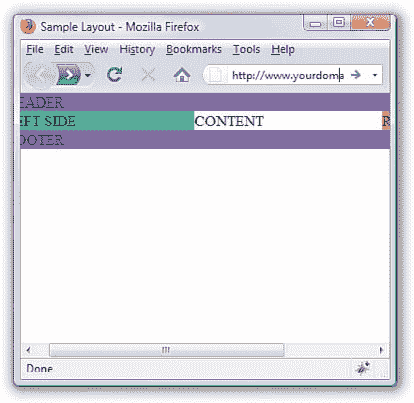 Sample Layout - Mozilla Firefox
File Edit View History Bookmarks Tools Help
http://www.yourdoma
EADER
EFT SIDE CONTENT R
OOTER
Done